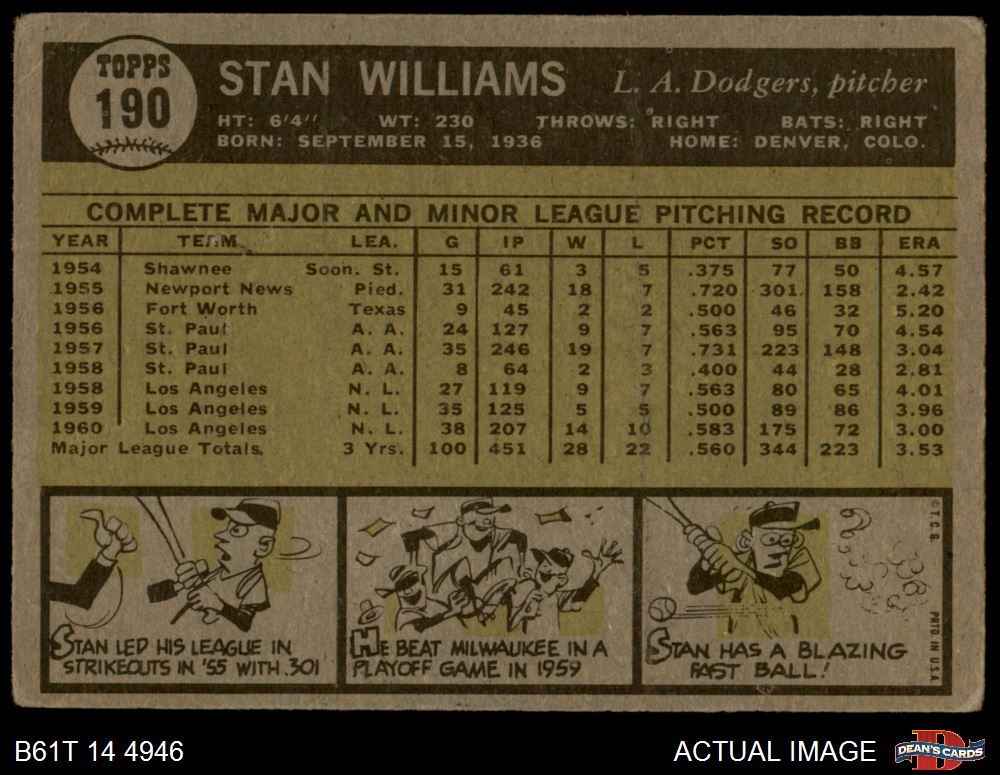 TOPPS
190
STAN WILLIAMS L. A. Dodgers, pitcher
HT: 6'4" WT: 230 THROWS: RIGHT BATS: RIGHT
BORN: SEPTEMBER 15, 1936 HOME: DENVER, COLO.
COMPLETE MAJOR AND MINOR LEAGUE PITCHING RECORD
YEAR TEAM LEA. G IP W L PCT SO BB ERA
1954 Shawnee Soon. St. 15 61 3 5 .375 77 50 4.57
1955 Newport News Pied. 31 242 18 7 .720 301 158 2.42
1956 Fort Worth Texas 9 45 2 2 .500 46 32 5.20
1956 St. Paul A. A. 24 127 9 7 .563 95 70 4.54
1957 St. Paul A. A. 35 246 19 7 .731 223 148 3.04
1958 St. Paul A. A. 8 64 2 3 .400 44 28 2.81
1958 Los Angeles N. L. 27 119 9 7 .563 80 65 4.01
1959 Los Angeles N. L. 35 125 5 5 .500 89 86 3.96
1960 Los Angeles N. L. 38 207 14 10 .583 175 72 3.00
Major League Totals. 3 Yrs. 100 451 28 22 .560 344 223 3.53
STAN LED HIS LEAGUE IN
STRIKEOUTS IN '55 WITH 301
HE BEAT MILWAUKEE IN A
PLAYOFF GAME IN 1959
STAN HAS A BLAZING
FAST BALL!
© T. C. G.
PRTD. IN U.S.A.
B61T 14 4946 ACTUAL IMAGE
DEAN'S CARDS